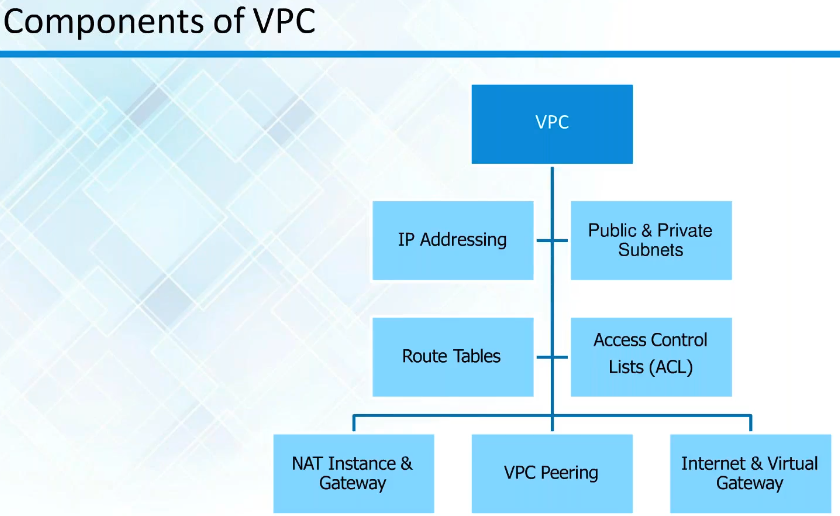 Components of VPC
VPC
IP Addressing
Public & Private
Subnets
Route Tables
Access Control
Lists (ACL)
NAT Instance &
Gateway
VPC Peering
Internet & Virtual
Gateway